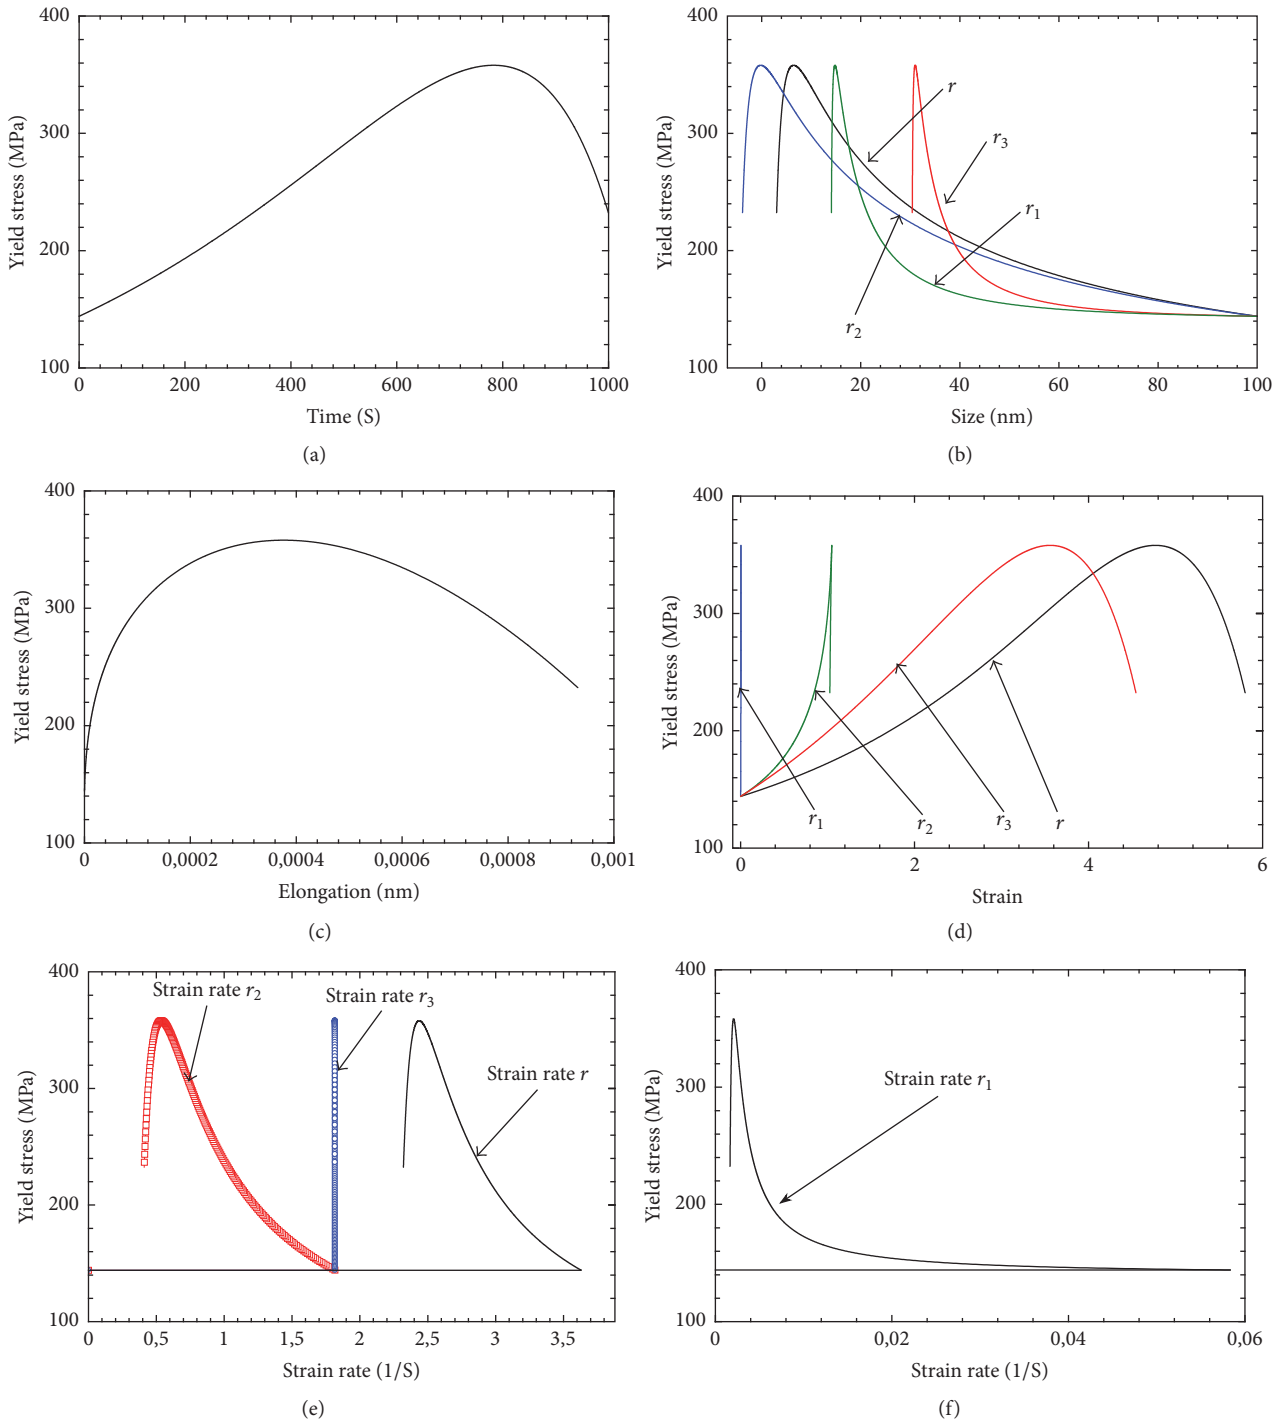 400
300
200
100
Yield stress (MPa)
0 200 400 600 800 1000
Time (S)
(a)
400
300
200
100
Yield stress (MPa)
r
r3
r1
r2
0 20 40 60 80 100
Size (nm)
(b)
400
300
200
100
Yield stress (MPa)
0 0,0002 0,0004 0,0006 0,0008 0,001
Elongation (nm)
(c)
400
300
200
100
Yield stress (MPa)
r1 r2 r3 r
0 2 4 6
Strain
(d)
400
300
200
100
Yield stress (MPa)
Strain rate r2
Strain rate r3
Strain rate r
0 0,5 1 1,5 2 2,5 3 3,5
Strain rate (1/S)
(e)
400
300
200
100
Yield stress (MPa)
Strain rate r1
0 0,02 0,04 0,06
Strain rate (1/S)
(f)